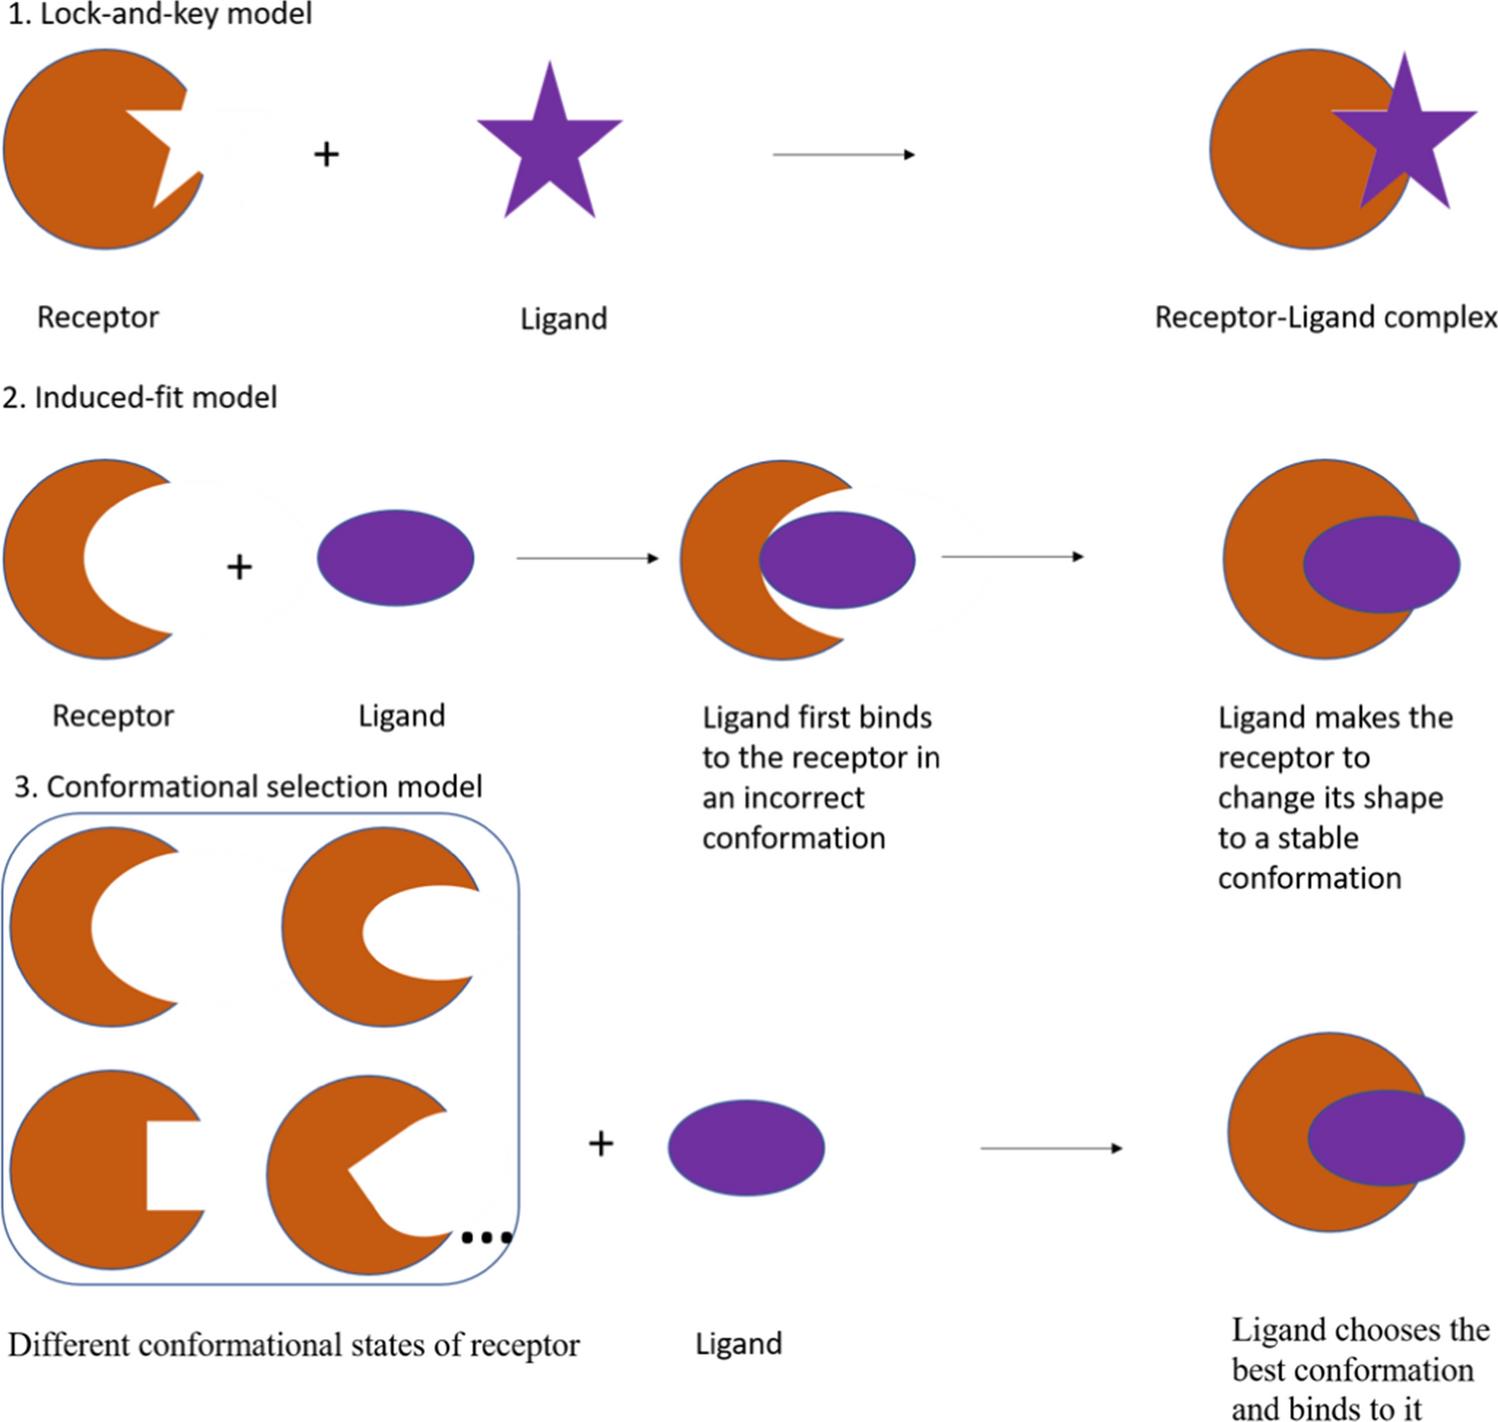 1. Lock-and-key model
+
Receptor
Ligand
Receptor-Ligand complex
2. Induced-fit model
+
Receptor
Ligand
Ligand first binds
to the receptor in
an incorrect
conformation
Ligand makes the
receptor to
change its shape
to a stable
conformation
3. Conformational selection model
...
+
Different conformational states of receptor
Ligand
Ligand chooses the
best conformation
and binds to it